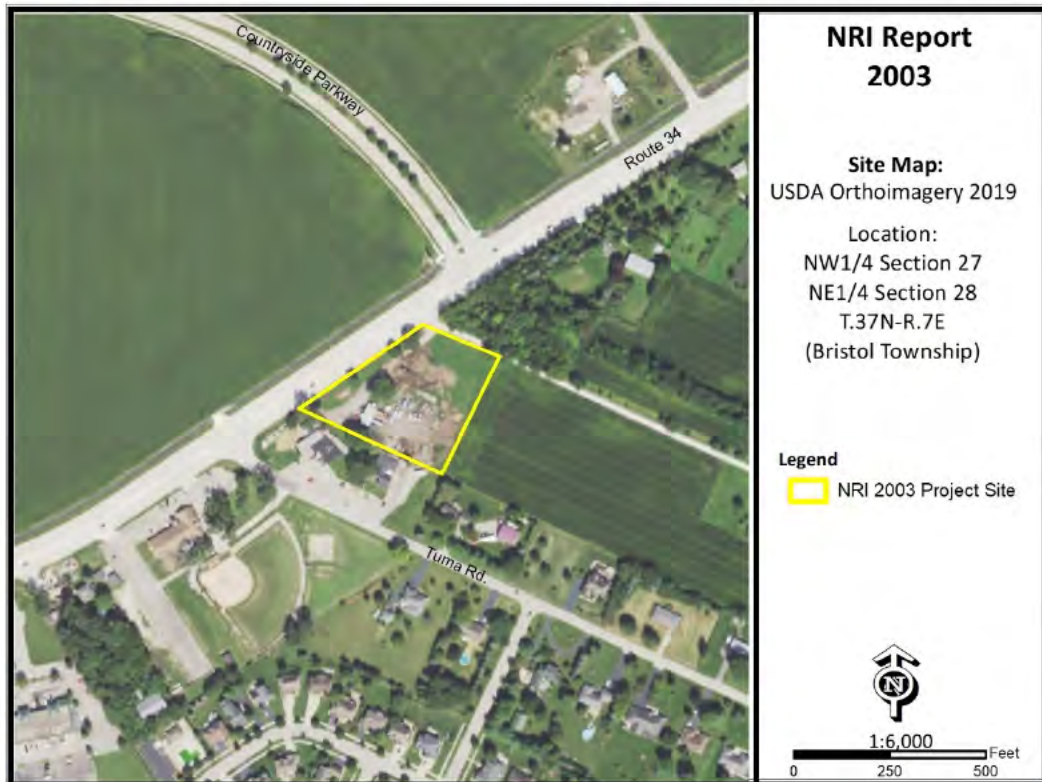 Countryside Parkway
Route 34
Tuma Rd.
NRI Report
2003
Site Map:
USDA Orthoimagery 2019
Location:
NW1/4 Section 27
NE1/4 Section 28
T.37N-R.7E
(Bristol Township)
Legend
NRI 2003 Project Site
N
1:6,000
Feet
0 250 500